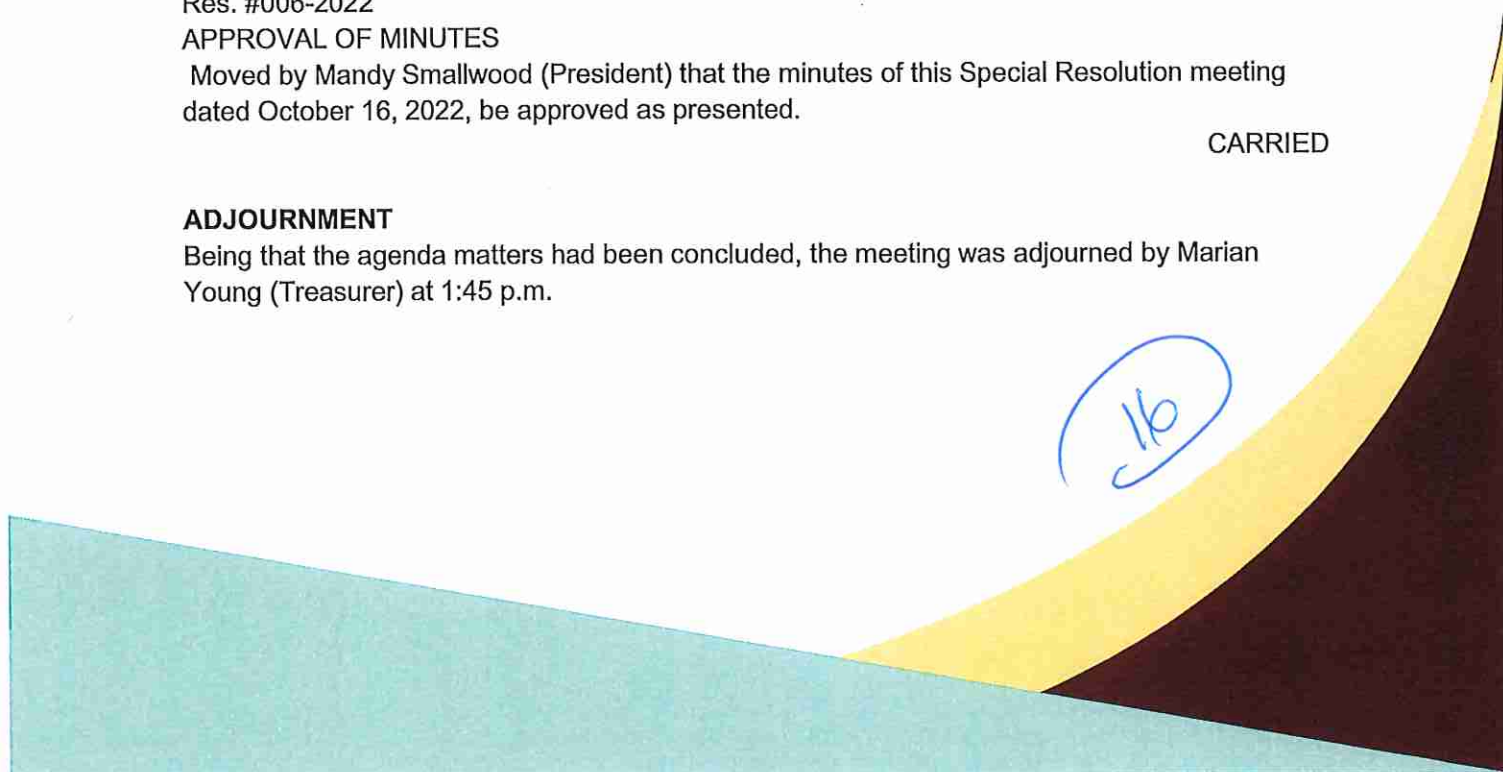 Res. #006-2022
APPROVAL OF MINUTES
Moved by Mandy Smallwood (President) that the minutes of this Special Resolution meeting
dated October 16, 2022, be approved as presented.
CARRIED
ADJOURNMENT
Being that the agenda matters had been concluded, the meeting was adjourned by Marian
Young (Treasurer) at 1:45 p.m.
16